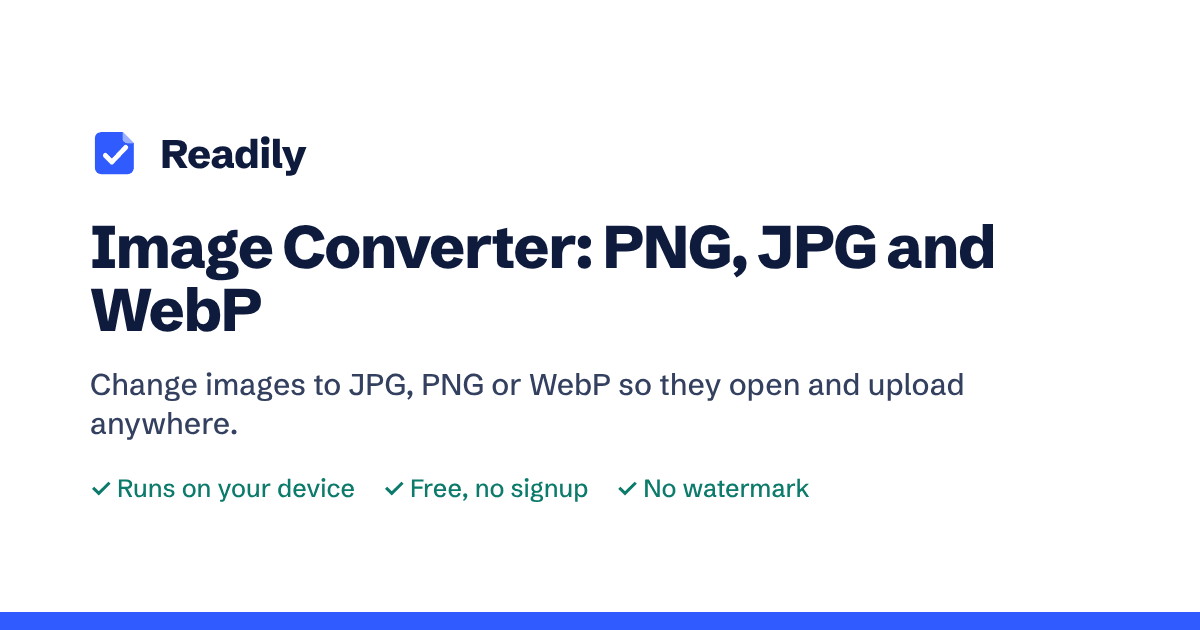 Readily
Image Converter: PNG, JPG and
WebP
Change images to JPG, PNG or WebP so they open and upload
anywhere.
✓ Runs on your device ✓ Free, no signup ✓ No watermark